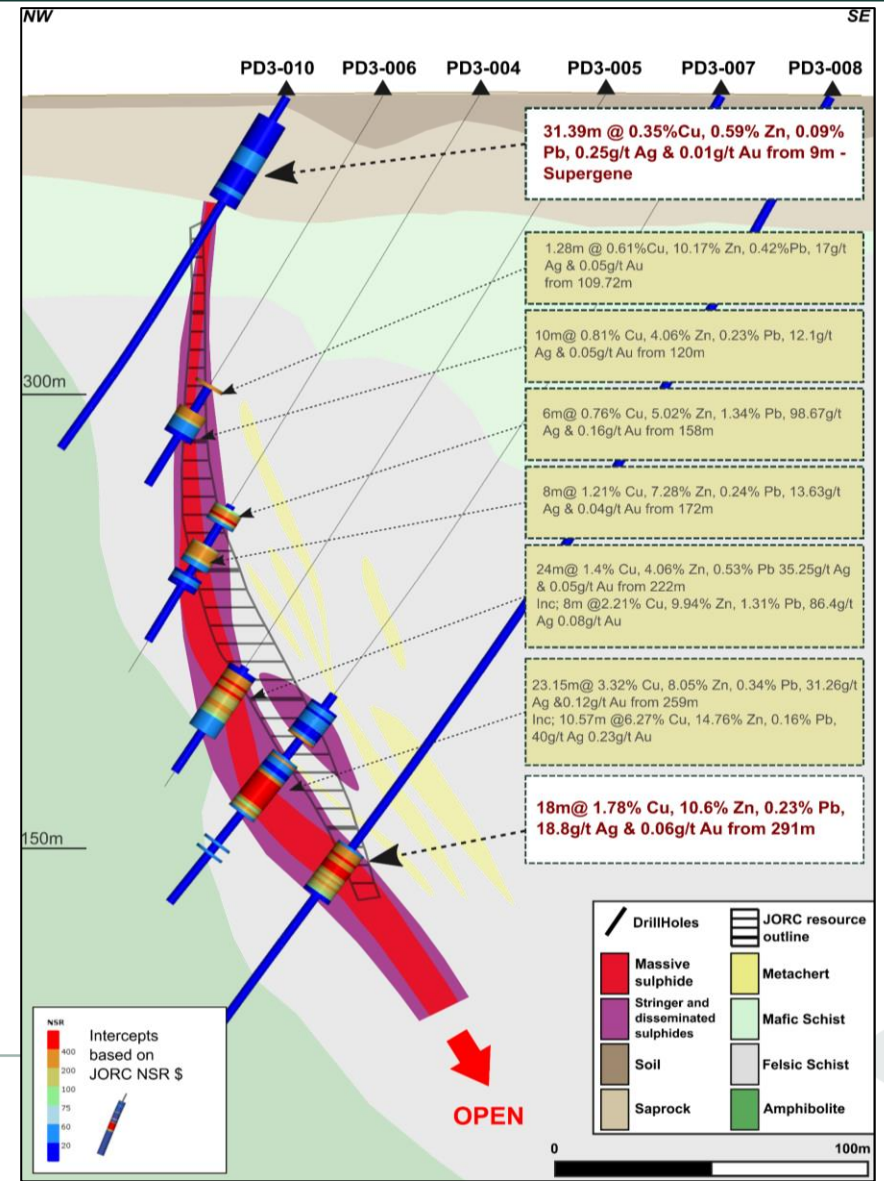 NW
SE
PD3-010 PD3-006 PD3-004 PD3-005 PD3-007 PD3-008
31.39m @ 0.35%Cu, 0.59% Zn, 0.09%
Pb, 0.25g/t Ag & 0.01g/t Au from 9m -
Supergene
1.28m @ 0.61%Cu, 10.17% Zn, 0.42%Pb, 17g/t
Ag & 0.05g/t Au
from 109.72m
10m@ 0.81% Cu, 4.06% Zn, 0.23% Pb, 12.1g/t
Ag & 0.05g/t Au from 120m
300m
6m@ 0.76% Cu, 5.02% Zn, 1.34% Pb, 98.67g/t
Ag & 0.16g/t Au from 158m
8m@ 1.21% Cu, 7.28% Zn, 0.24% Pb, 13.63g/t
Ag & 0.04g/t Au from 172m
24m@ 1.4% Cu, 4.06% Zn, 0.53% Pb 35.25g/t Ag
& 0.05g/t Au from 222m
Inc; 8m @2.21% Cu, 9.94% Zn, 1.31% Pb, 86.4g/t
Ag 0.08g/t Au
23.15m@ 3.32% Cu, 8.05% Zn, 0.34% Pb, 31.26g/t
Ag &0.12g/t Au from 259m
Inc; 10.57m @6.27% Cu, 14.76% Zn, 0.16% Pb,
40g/t Ag 0.23g/t Au
18m@ 1.78% Cu, 10.6% Zn, 0.23% Pb,
18.8g/t Ag & 0.06g/t Au from 291m
150m
OPEN
NSR
400
200
100
75
60
20
Intercepts
based on
JORC NSR $
DrillHoles
Massive
sulphide
Stringer and
disseminated
sulphides
Soil
Saprock
JORC resource
outline
Metachert
Mafic Schist
Felsic Schist
Amphibolite
0
100m